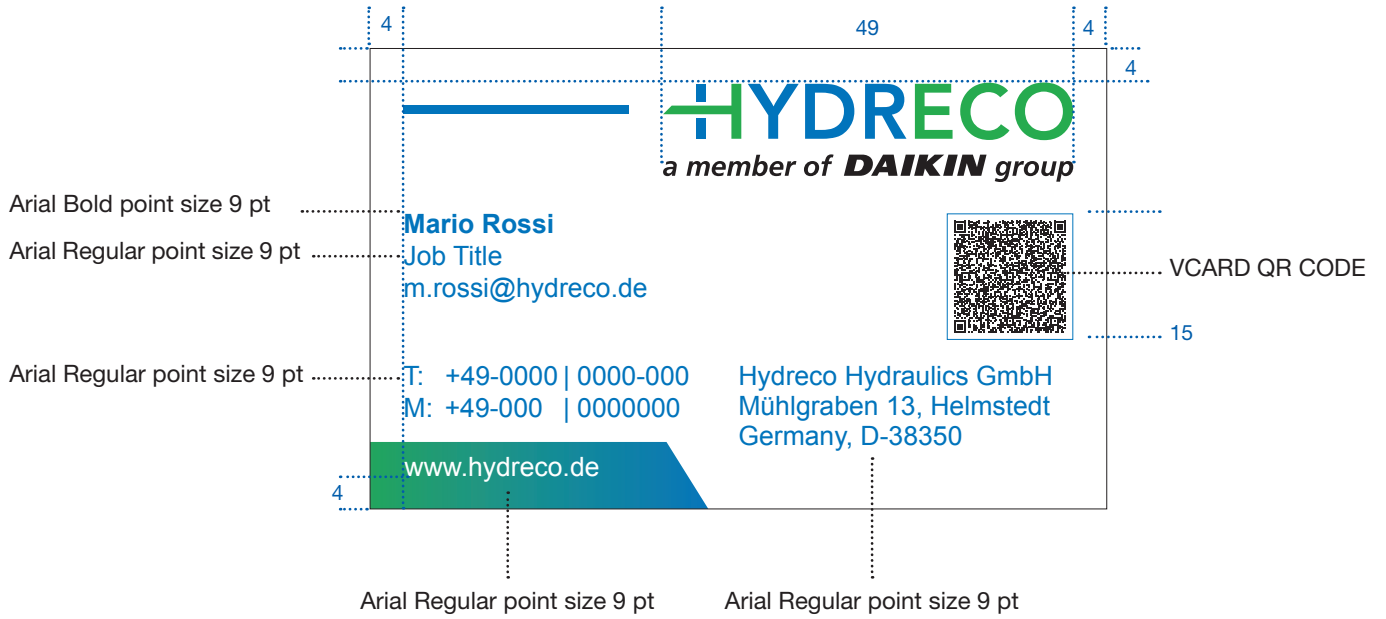 4 49 4
4
HYDRECO
a member of DAIKIN group
Arial Bold point size 9 pt
Mario Rossi
Arial Regular point size 9 pt
Job Title
m.rossi@hydreco.de
VCARD QR CODE
15
Arial Regular point size 9 pt
T: +49-0000 | 0000-000
M: +49-000 | 0000000
Hydreco Hydraulics GmbH
Mühlgraben 13, Helmstedt
Germany, D-38350
www.hydreco.de
4
Arial Regular point size 9 pt
Arial Regular point size 9 pt